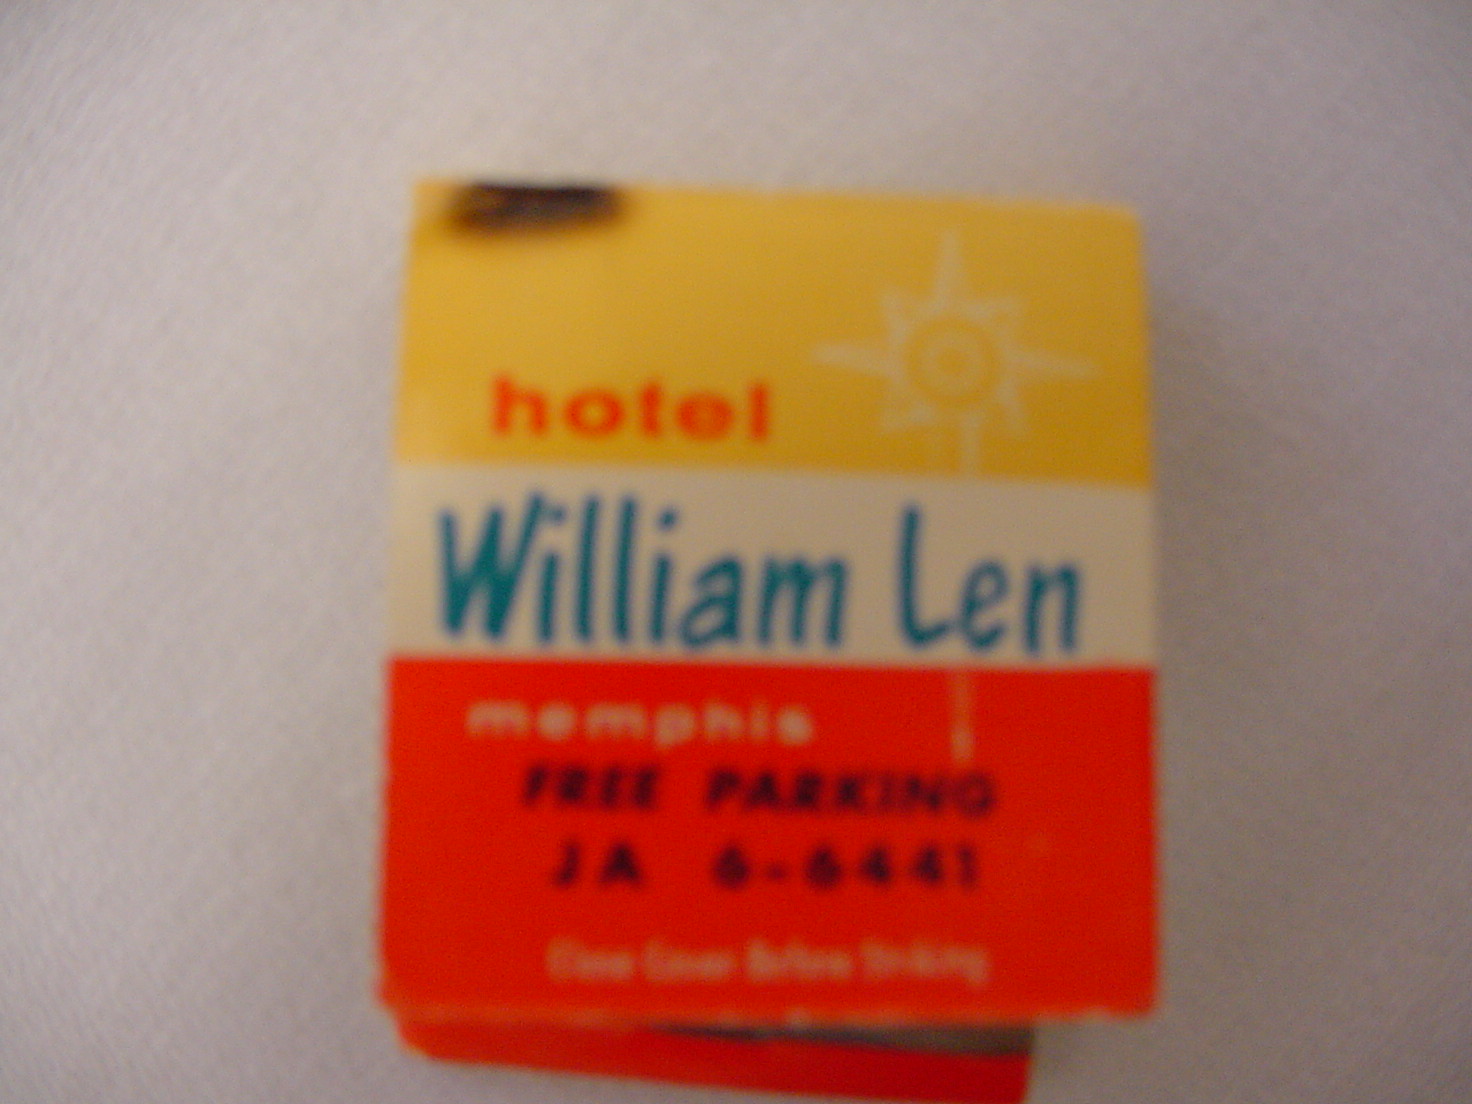 hotel
William Len
memphis
FREE PARKING
JA 6-6441
Close Cover Before Striking